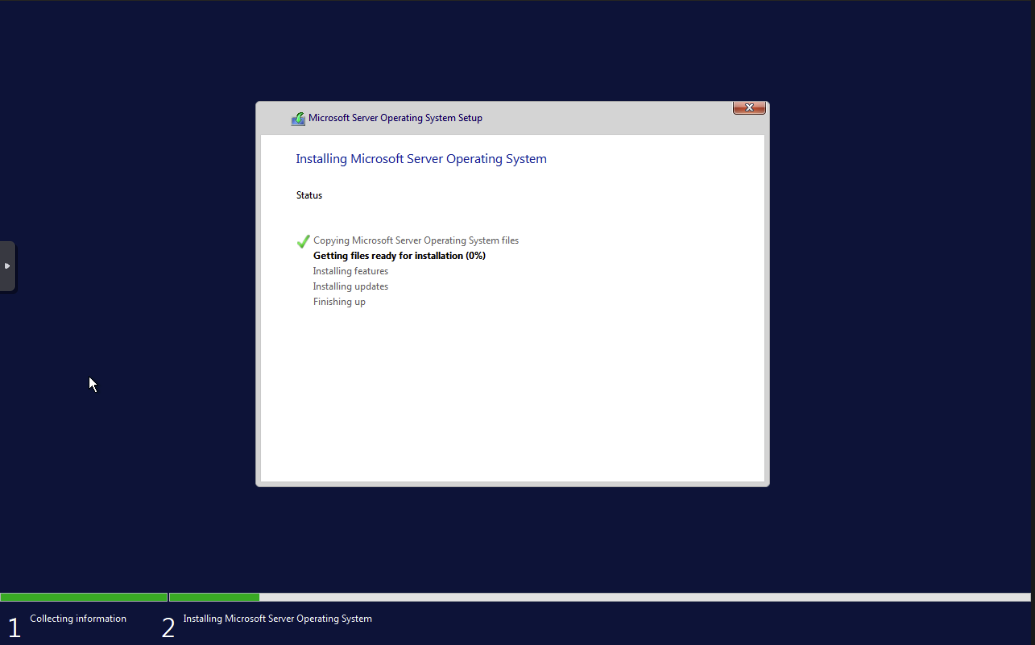 Microsoft Server Operating System Setup
Installing Microsoft Server Operating System
Status
Copying Microsoft Server Operating System files
Getting files ready for installation (0%)
Installing features
Installing updates
Finishing up
1 Collecting information 2 Installing Microsoft Server Operating System